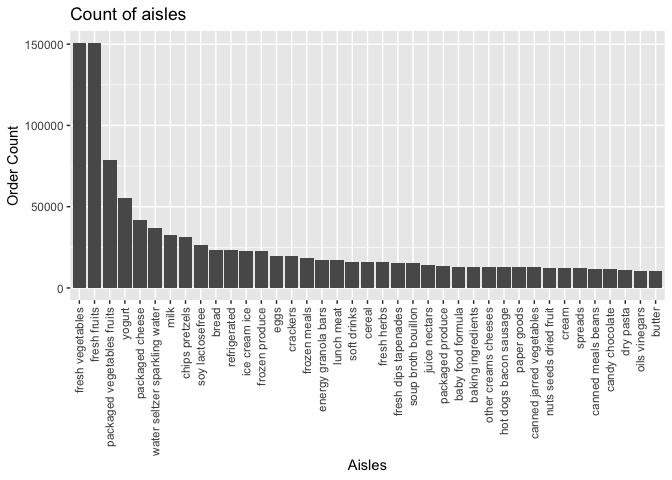 Count of aisles
Order Count
150000
100000
50000
0
fresh vegetables
fresh fruits
packaged vegetables fruits
yogurt
packaged cheese
water seltzer sparkling water
milk
chips pretzels
soy lactosefree
bread
refrigerated
ice cream ice
frozen produce
eggs
crackers
frozen meals
energy granola bars
lunch meat
soft drinks
cereal
fresh herbs
fresh dips tapenades
soup broth bouillon
juice nectars
packaged produce
baby food formula
baking ingredients
other creams cheeses
hot dogs bacon sausage
paper goods
canned jarred vegetables
nuts seeds dried fruit
cream
spreads
canned meals beans
candy chocolate
dry pasta
oils vinegars
butter
Aisles